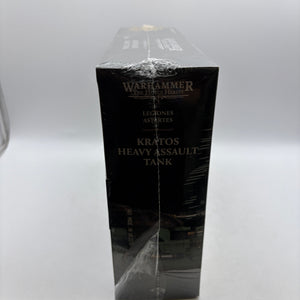 WARHAMMER
THE HORUS HERESY
LEGIONES
ASTARTES
KRATOS
HEAVY ASSAULT
TANK